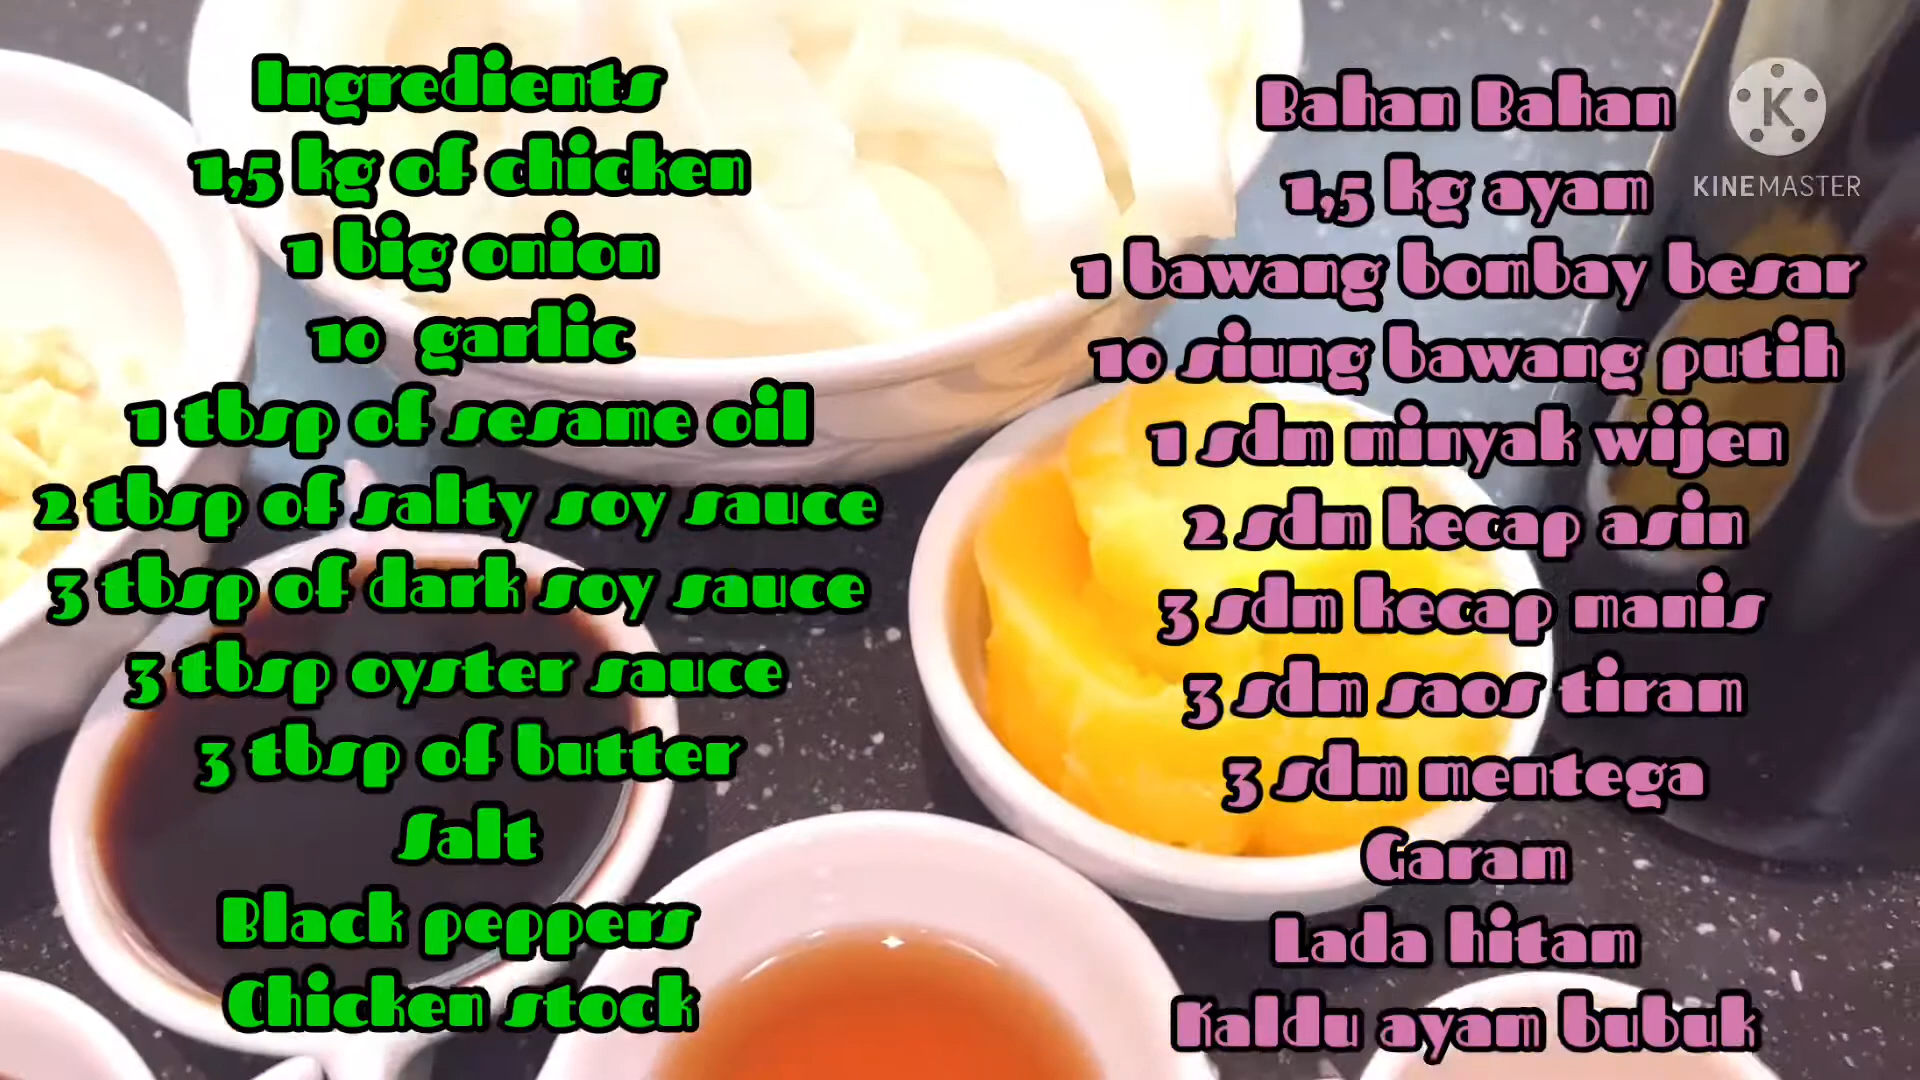 Ingredients
1,5 kg of chicken
1 big onion
10 garlic
1 tbsp of sesame oil
2 tbsp of salty soy sauce
3 tbsp of dark soy sauce
3 tbsp oyster sauce
3 tbsp of butter
Salt
Black peppers
Chicken stock
Bahan Bahan
1,5 kg ayam
1 bawang bombay besar
10 siung bawang putih
1 sdm minyak wijen
2 sdm kecap asin
3 sdm kecap manis
3 sdm saos tiram
3 sdm mentega
Garam
Lada hitam
Kaldu ayam bubuk
K
KINEMASTER